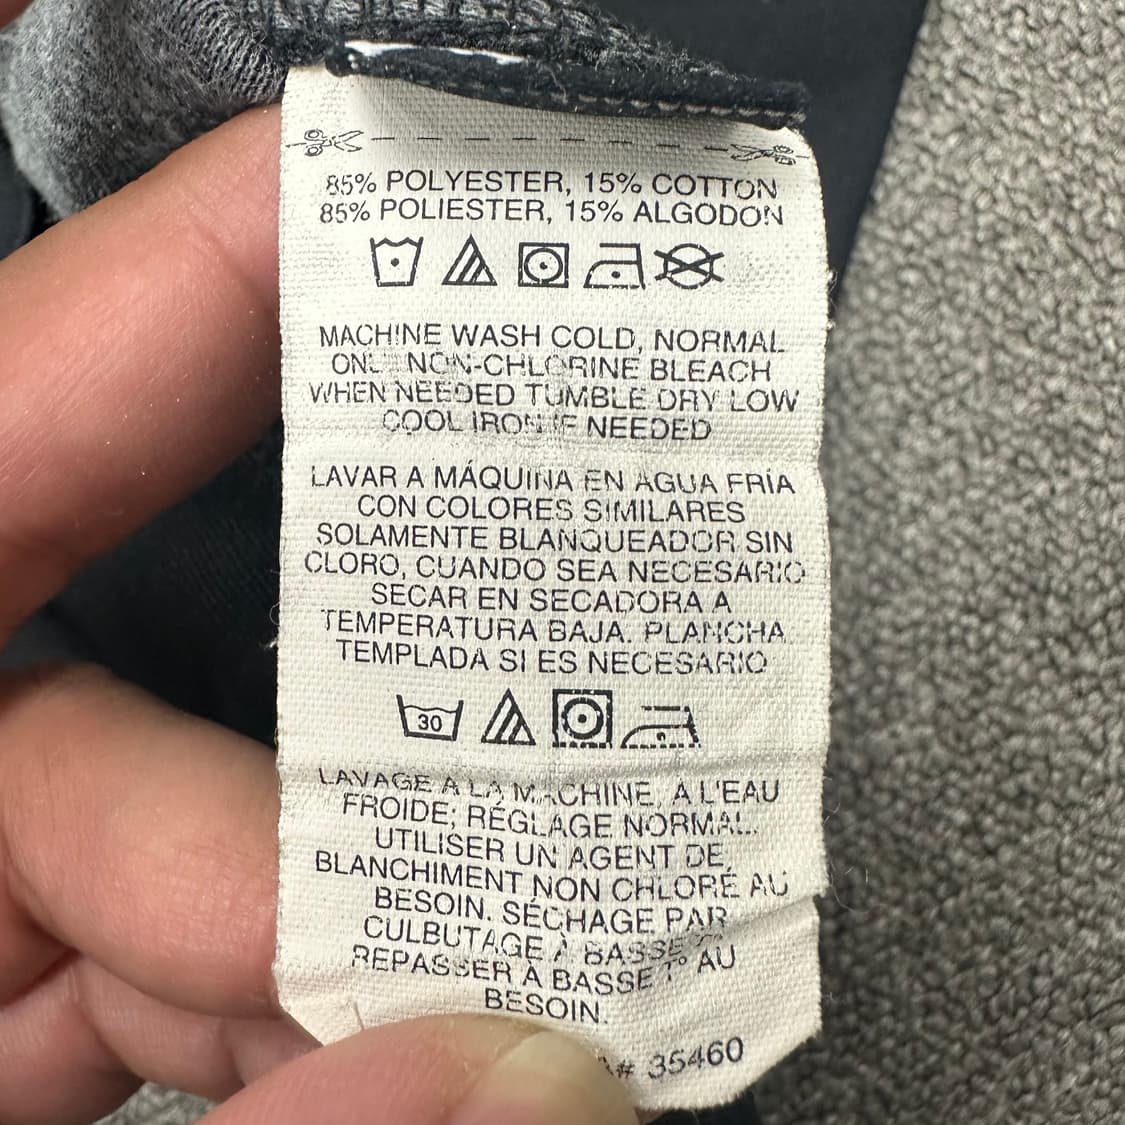 85% POLYESTER, 15% COTTON
85% POLIESTER, 15% ALGODON
MACHINE WASH COLD, NORMAL
ONLY NON-CHLORINE BLEACH
WHEN NEEDED TUMBLE DRY LOW
COOL IRON IF NEEDED
LAVAR A MÁQUINA EN AGUA FRÍA
CON COLORES SIMILARES
SOLAMENTE BLANQUEADOR SIN
CLORO, CUANDO SEA NECESARIO
SECAR EN SECADORA A
TEMPERATURA BAJA. PLANCHA
TEMPLADA SI ES NECESARIO
30
LAVAGE A LA MACHINE, À L'EAU
FROIDE; RÉGLAGE NORMAL.
UTILISER UN AGENT DE
BLANCHIMENT NON CHLORÉ AU
BESOIN. SÉCHAGE PAR
CULBUTAGE À BASSE T°
REPASSER À BASSE T° AU
BESOIN.
# 35460